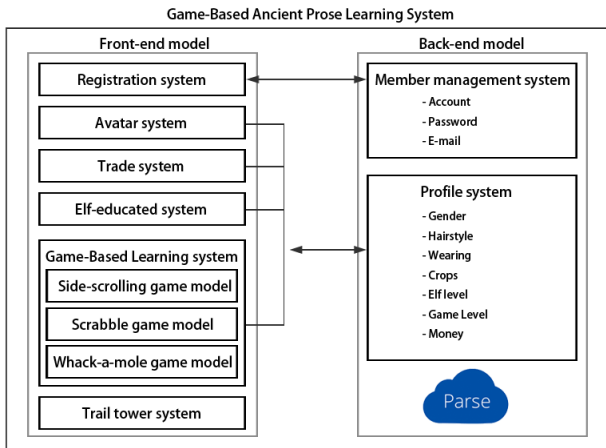 Game-Based Ancient Prose Learning System
Front-end model
Registration system
Avatar system
Trade system
Elf-educated system
Game-Based Learning system
Side-scrolling game model
Scrabble game model
Whack-a-mole game model
Trail tower system
Back-end model
Member management system
- Account
- Password
- E-mail
Profile system
- Gender
- Hairstyle
- Wearing
- Crops
- Elf level
- Game Level
- Money
Parse